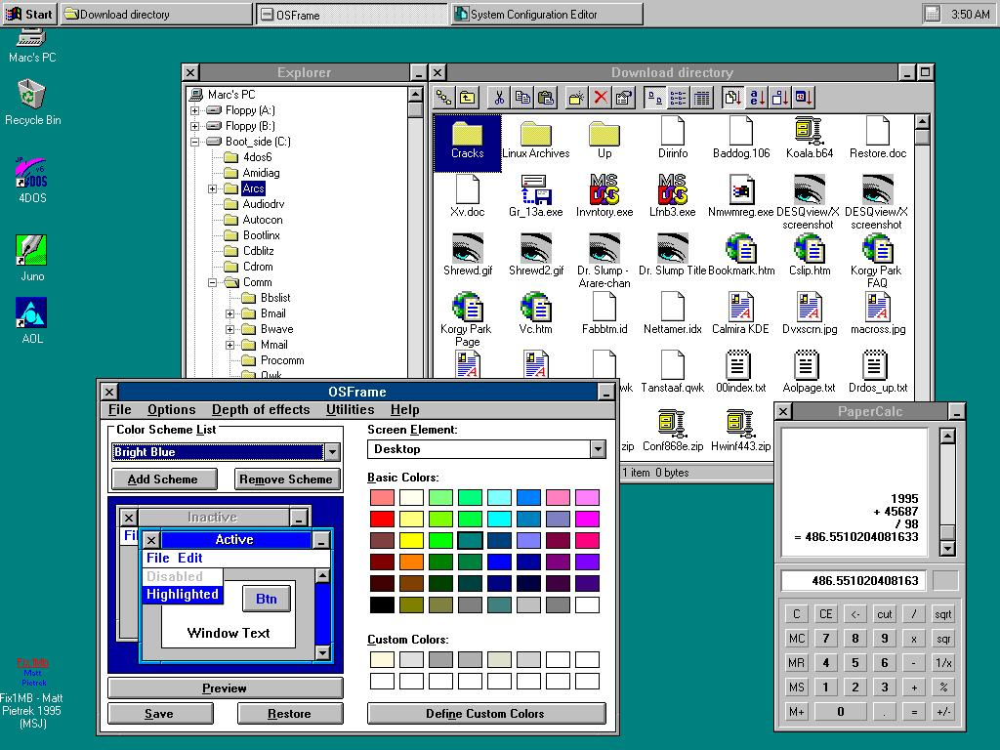 Start
Download directory
OSFrame
System Configuration Editor
3:50 AM
Marc's PC
Recycle Bin
JP
v6
4DOS
4DOS
Juno
AOL
Fix1Mb
Matt
Pietrek
Fix1MB - Matt
Pietrek 1995
(MSJ)
Explorer
Marc's PC
Floppy (A:)
Floppy (B:)
Boot_side (C:)
4dos6
Amidiag
Arcs
Audiodrv
Autocon
Bootlinx
Cdblitz
Cdrom
Comm
Bbslist
Bmail
Bwave
Mmail
Procomm
Qwk
Download directory
Cracks
Linux Archives
Up
Dirinfo
Baddog.106
Koala.b64
Restore.doc
Xv.doc
Gr_13a.exe
Invntory.exe
Lfnb3.exe
Nmwmreg.exe
DESQview/X
screenshot
DESQview/X
screenshot
Shrewd.gif
Shrewd2.gif
Dr. Slump -
Arare-chan
Dr. Slump Title
Bookmark.htm
Cslip.htm
Korgy Park
FAQ
Korgy Park
Page
Vc.htm
Fabbtm.id
Nettamer.idx
Calmira KDE
Dvxscrn.jpg
macross.jpg
wk
Tanstaaf.qwk
00index.txt
Aolpage.txt
Drdos_up.txt
zip
Conf868e.zip
Hwinf443.zip
1 item 0 bytes
OSFrame
File Options Depth of effects Utilities Help
Color Scheme List
Bright Blue
Add Scheme
Remove Scheme
Inactive
Fi
Active
File Edit
Disabled
Highlighted
Btn
Window Text
Preview
Save
Restore
Screen Element:
Desktop
Basic Colors:
Custom Colors:
Define Custom Colors
PaperCalc
1995
+ 45687
/ 98
= 486.5510204081633
486.551020408163
C CE <- cut / sqrt
MC 7 8 9 x sqr
MR 4 5 6 - 1/x
MS 1 2 3 + %
M+ 0 . = +/-